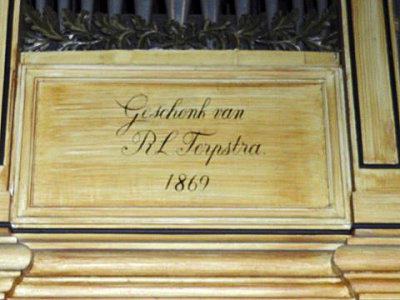 Geschenk van
R L Terpstra.
1869